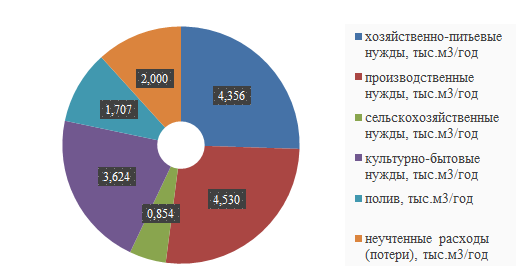 2,000
4,356
1,707
3,624
4,530
0,854
хозяйственно-питьевые
нужды, тыс.м3/год
производственные
нужды, тыс.м3/год
сельскохозяйственные
нужды, тыс.м3/год
культурно-бытовые
нужды, тыс.м3/год
полив, тыс.м3/год
неучтенные расходы
(потери), тыс.м3/год